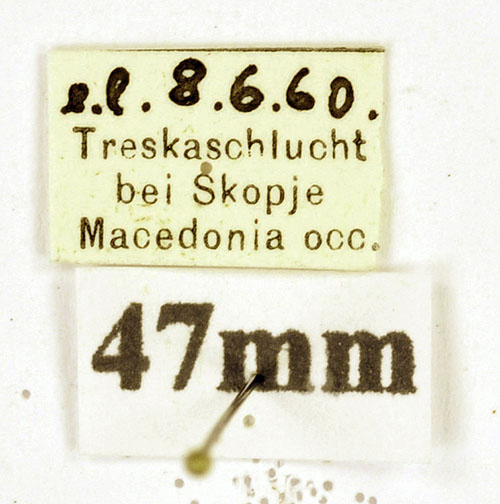 e.l. 8.6.60.
Treskaschlucht
bei Skopje
Macedonia occ.
47mm